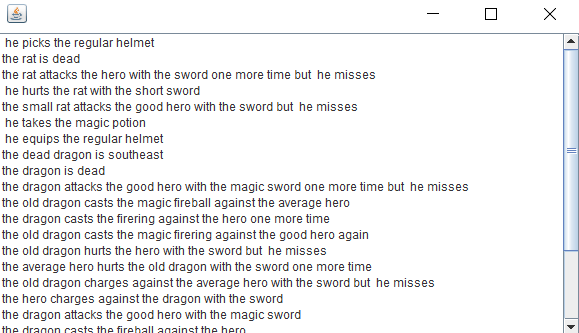 he picks the regular helmet
the rat is dead
the rat attacks the hero with the sword one more time but  he misses
he hurts the rat with the short sword
the small rat attacks the good hero with the sword but  he misses
he takes the magic potion
he equips the regular helmet
the dead dragon is southeast
the dragon is dead
the dragon attacks the good hero with the magic sword one more time but  he misses
the old dragon casts the magic fireball against the average hero
the dragon casts the firering against the hero one more time
the old dragon casts the magic firering against the good hero again
the old dragon hurts the hero with the sword but  he misses
the average hero hurts the old dragon with the sword one more time
the old dragon charges against the average hero with the sword but  he misses
the hero charges against the dragon with the sword
the dragon attacks the good hero with the magic sword
the dragon casts the fireball against the hero